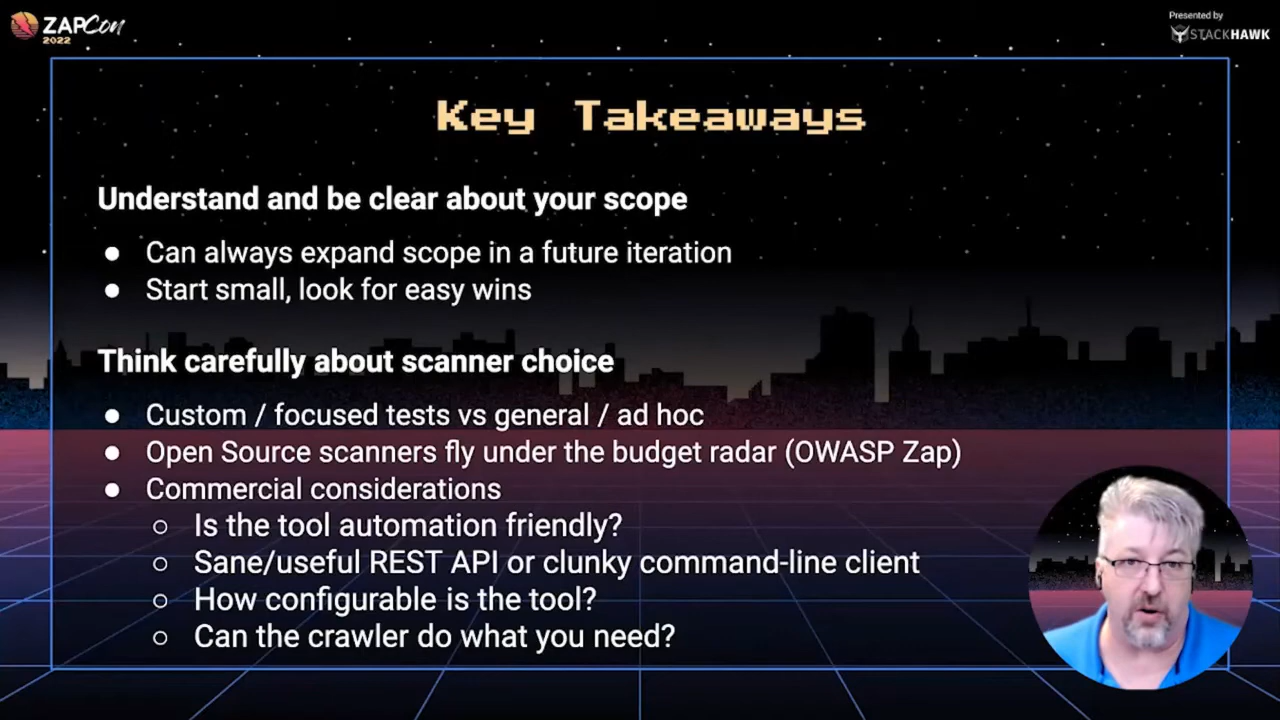 ZAPCon
2022
Presented by
STACKHAWK
Key Takeaways
Understand and be clear about your scope
● Can always expand scope in a future iteration
● Start small, look for easy wins
Think carefully about scanner choice
● Custom / focused tests vs general / ad hoc
● Open Source scanners fly under the budget radar (OWASP Zap)
● Commercial considerations
○ Is the tool automation friendly?
○ Sane/useful REST API or clunky command-line client
○ How configurable is the tool?
○ Can the crawler do what you need?